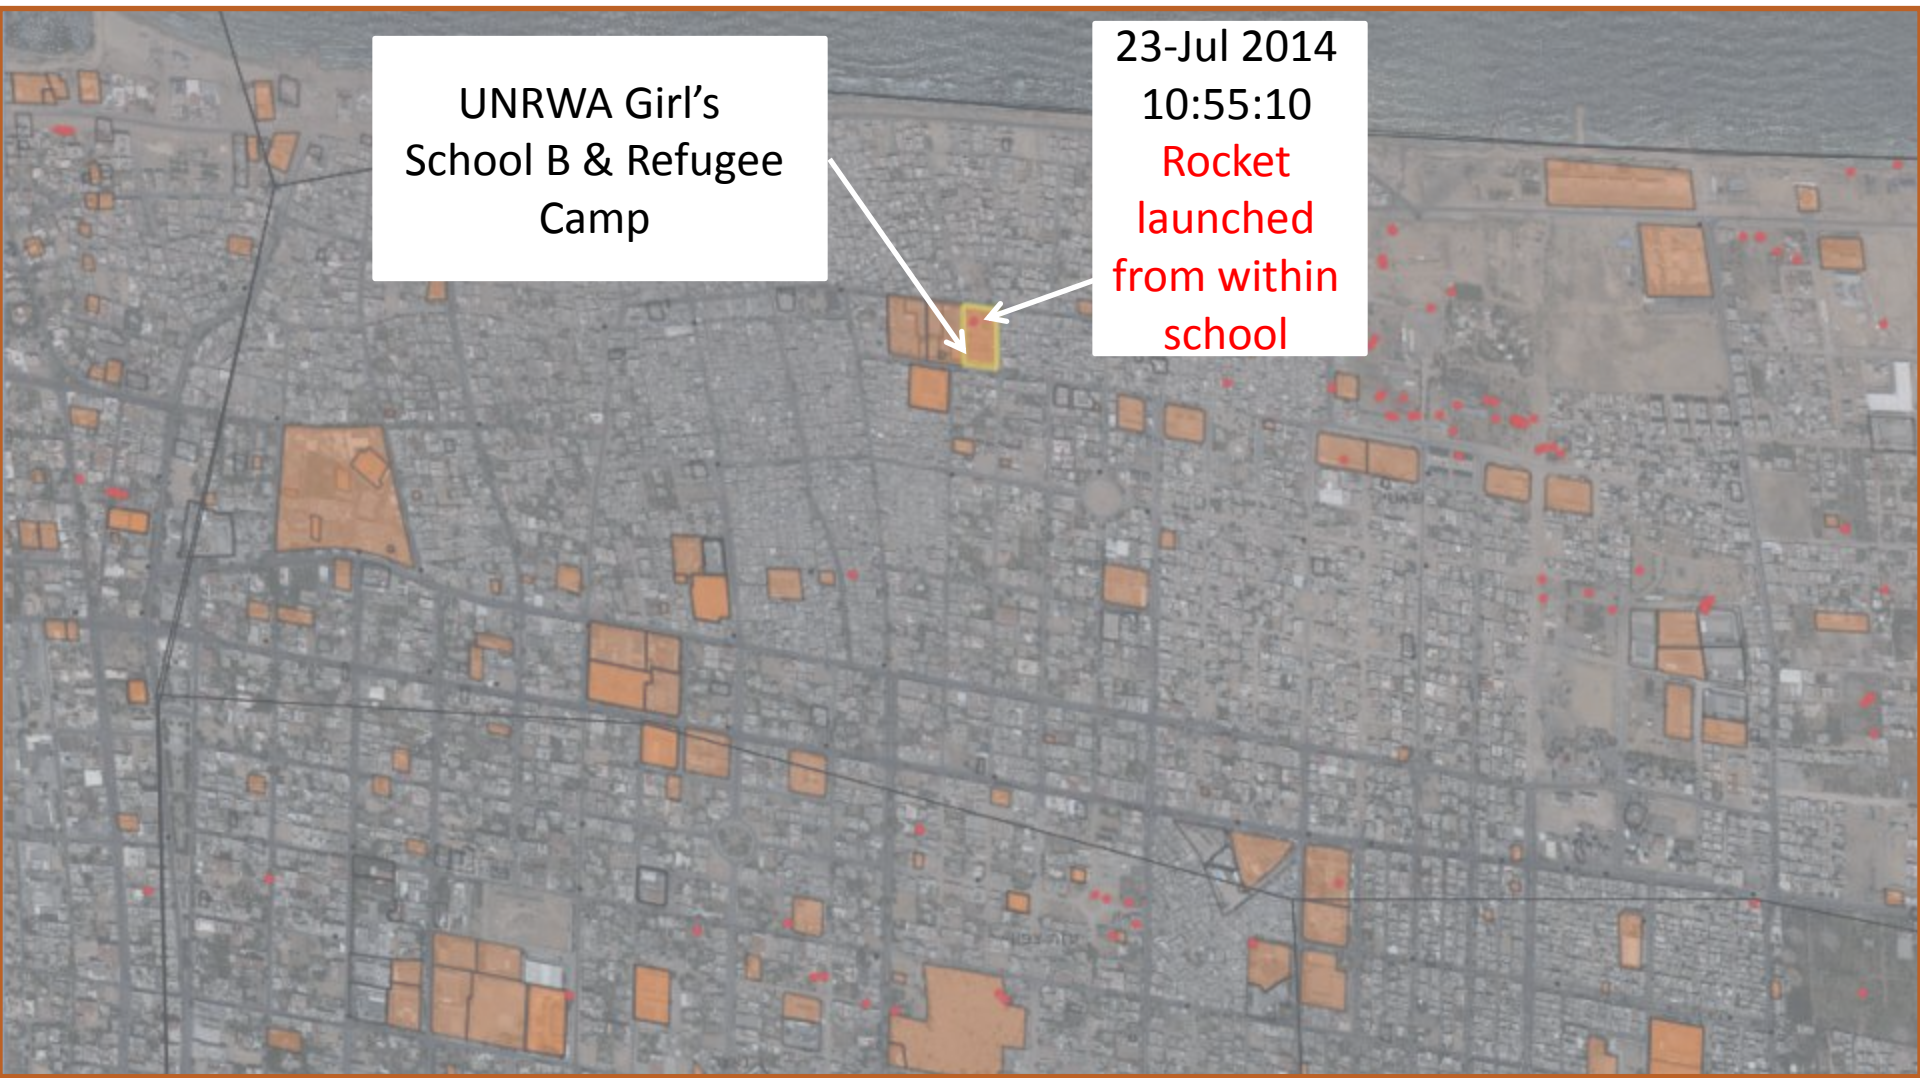 UNRWA Girl’s
School B & Refugee
Camp
23-Jul 2014
10:55:10
Rocket
launched
from within
school